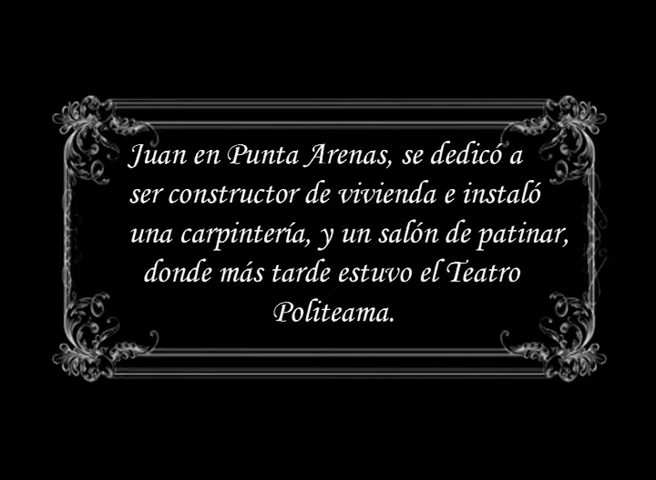 Juan en Punta Arenas, se dedicó a
ser constructor de vivienda e instaló
una carpintería, y un salón de patinar,
donde más tarde estuvo el Teatro
Politeama.